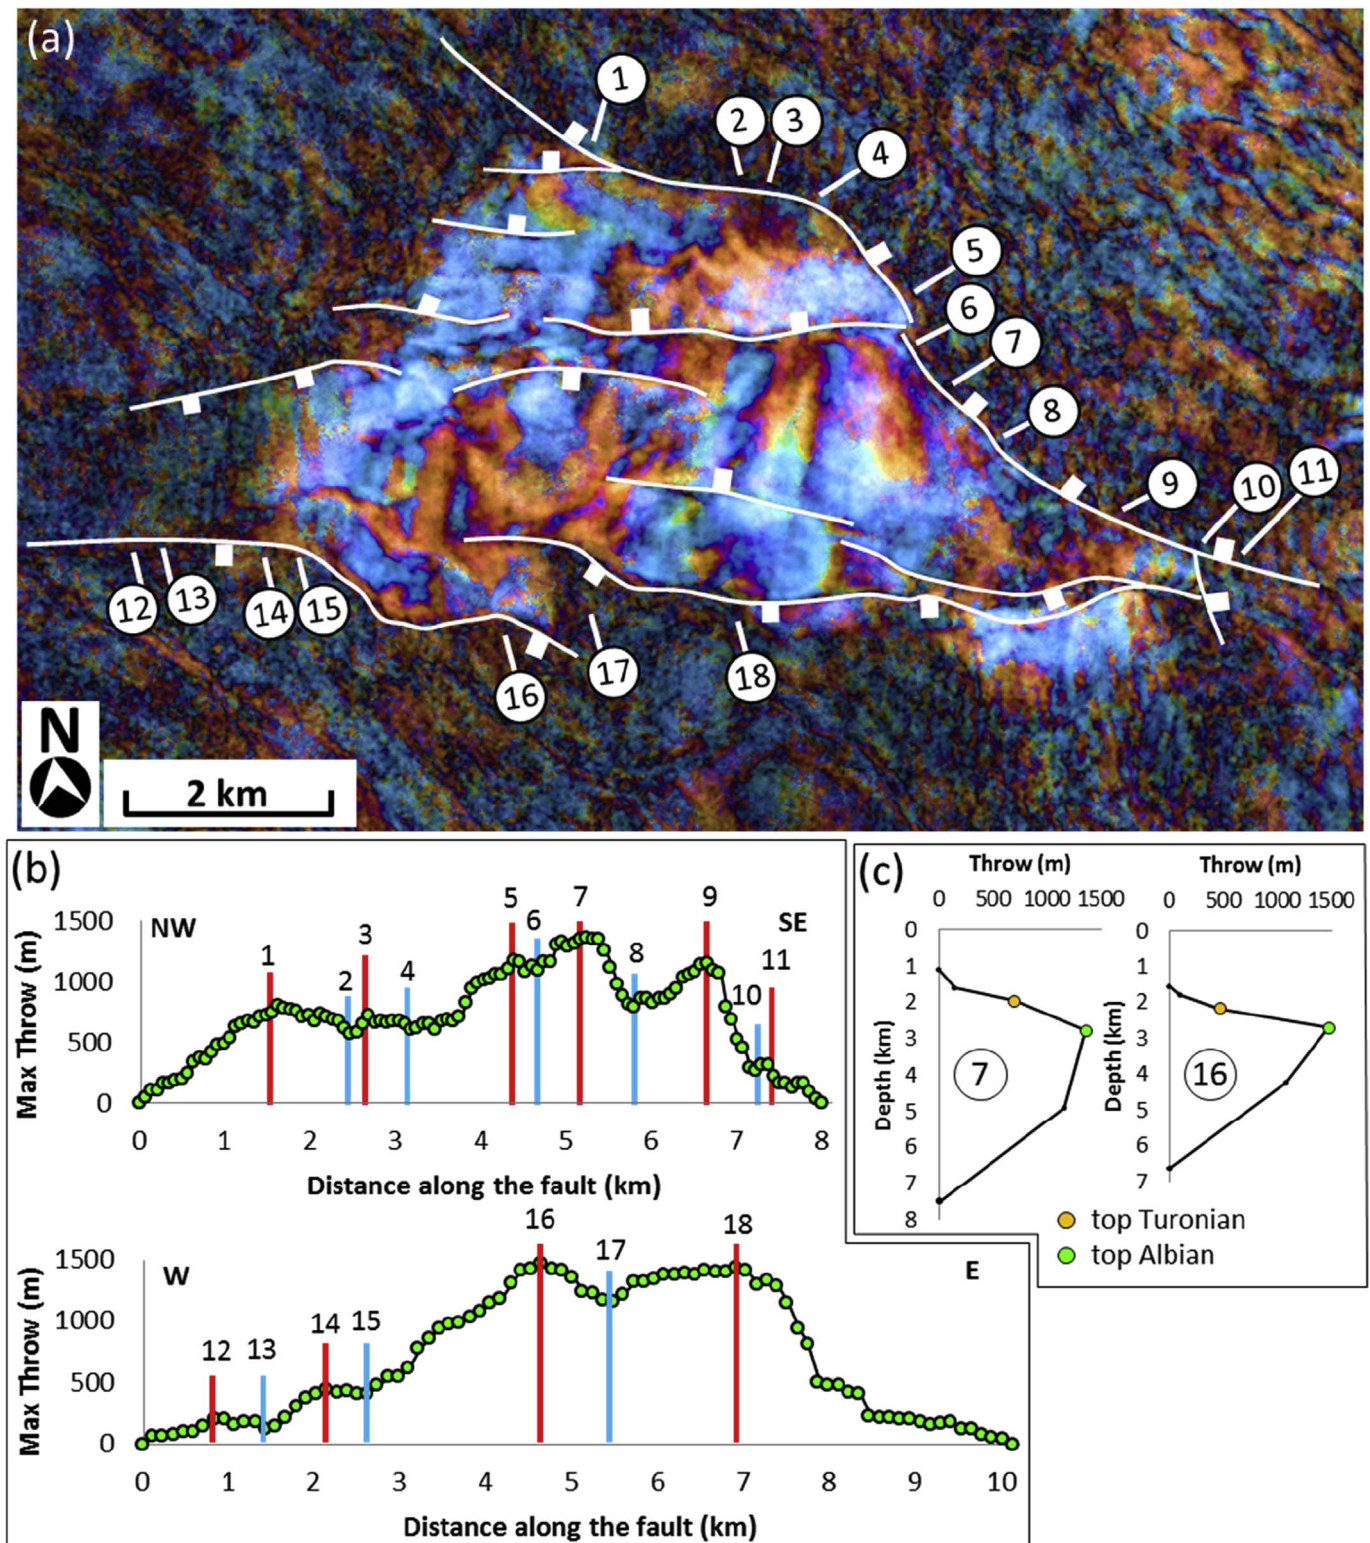 (a)
1
2
3
4
5
6
7
8
9
10
11
12
13
14
15
16
17
18
N
2 km
(b)
NW
SE
Max Throw (m)
1500
1000
500
0
1
2
3
4
5
6
7
8
9
10
11
0 1 2 3 4 5 6 7 8
Distance along the fault (km)
W
E
Max Throw (m)
1500
1000
500
0
12
13
14
15
16
17
18
0 1 2 3 4 5 6 7 8 9 10
Distance along the fault (km)
(c)
Throw (m)
0 500 1000 1500
Depth (km)
0
1
2
3
4
5
6
7
8
7
Throw (m)
0 500 1000 1500
Depth (km)
0
1
2
3
4
5
6
7
16
top Turonian
top Albian